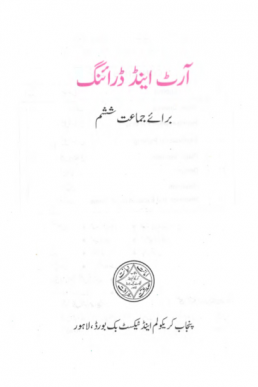 آرٹ اینڈ ڈرائنگ
برائے جماعت ششم
پنجاب کریکولم اینڈ ٹیکسٹ بک بورڈ، لاہور